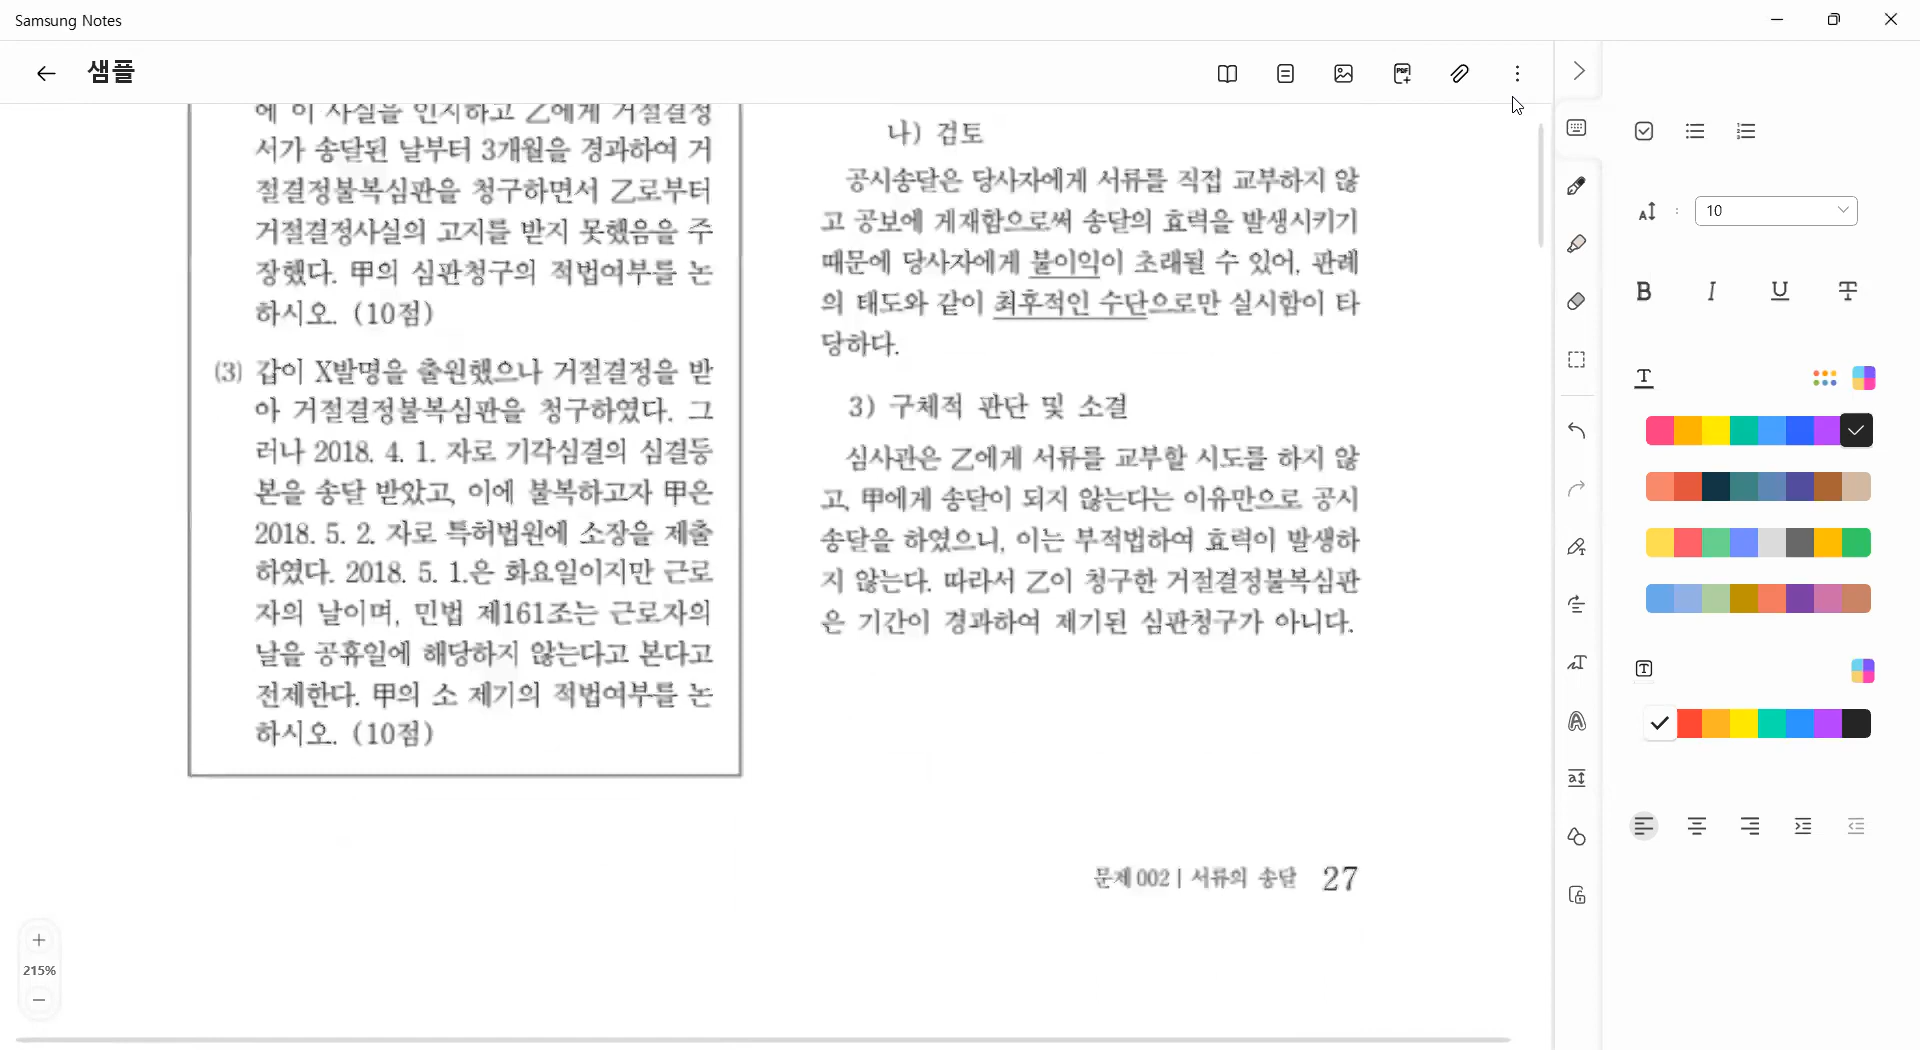 Samsung Notes
샘플
에 이 사실을 인지하고 乙에게 거절결정
서가 송달된 날부터 3개월을 경과하여 거
절결정불복심판을 청구하면서 乙로부터
거절결정사실의 고지를 받지 못했음을 주
장했다. 甲의 심판청구의 적법여부를 논
하시오. (10점)
(3) 갑이 X발명을 출원했으나 거절결정을 받
아 거절결정불복심판을 청구하였다. 그
러나 2018. 4. 1. 자로 기각심결의 심결등
본을 송달 받았고, 이에 불복하고자 甲은
2018. 5. 2. 자로 특허법원에 소장을 제출
하였다. 2018. 5. 1.은 화요일이지만 근로
자의 날이며, 민법 제161조는 근로자의
날을 공휴일에 해당하지 않는다고 본다고
전제한다. 甲의 소 제기의 적법여부를 논
하시오. (10점)
나) 검토
공시송달은 당사자에게 서류를 직접 교부하지 않
고 공보에 게재함으로써 송달의 효력을 발생시키기
때문에 당사자에게 불이익이 초래될 수 있어, 판례
의 태도와 같이 최후적인 수단으로만 실시함이 타
당하다.
3) 구체적 판단 및 소결
심사관은 乙에게 서류를 교부할 시도를 하지 않
고, 甲에게 송달이 되지 않는다는 이유만으로 공시
송달을 하였으니, 이는 부적법하여 효력이 발생하
지 않는다. 따라서 乙이 청구한 거절결정불복심판
은 기간이 경과하여 제기된 심판청구가 아니다.
문제 002 | 서류의 송달 27
215%
10